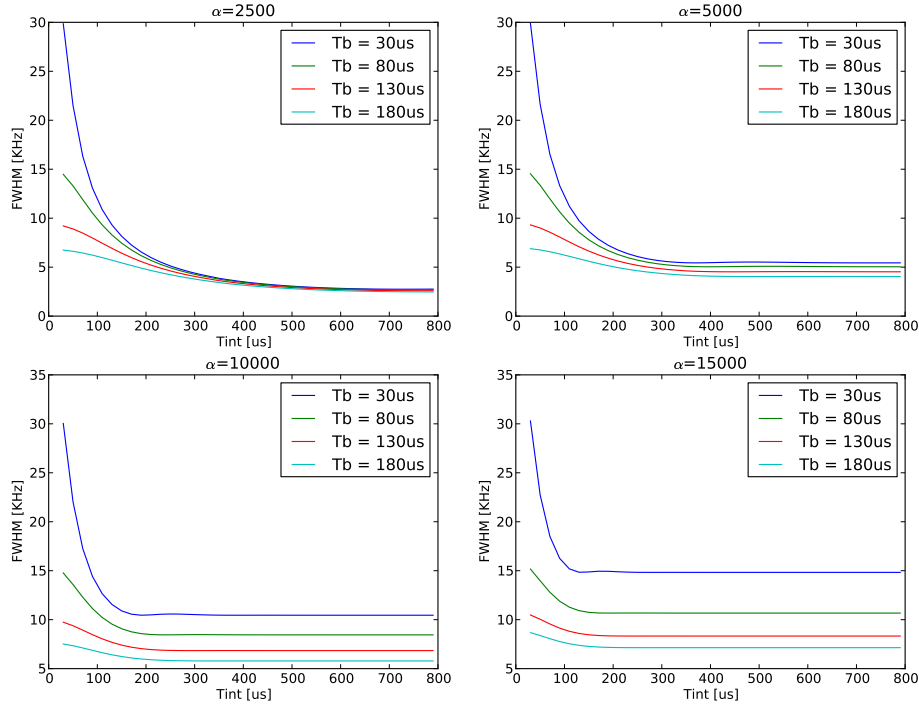 α=2500
30
25
20
15
10
5
0
FWHM [KHz]
Tb = 30us
Tb = 80us
Tb = 130us
Tb = 180us
0 100 200 300 400 500 600 700 800
Tint [us]
α=5000
30
25
20
15
10
5
0
FWHM [KHz]
Tb = 30us
Tb = 80us
Tb = 130us
Tb = 180us
0 100 200 300 400 500 600 700 800
Tint [us]
α=10000
35
30
25
20
15
10
5
FWHM [KHz]
Tb = 30us
Tb = 80us
Tb = 130us
Tb = 180us
0 100 200 300 400 500 600 700 800
Tint [us]
α=15000
35
30
25
20
15
10
5
FWHM [KHz]
Tb = 30us
Tb = 80us
Tb = 130us
Tb = 180us
0 100 200 300 400 500 600 700 800
Tint [us]